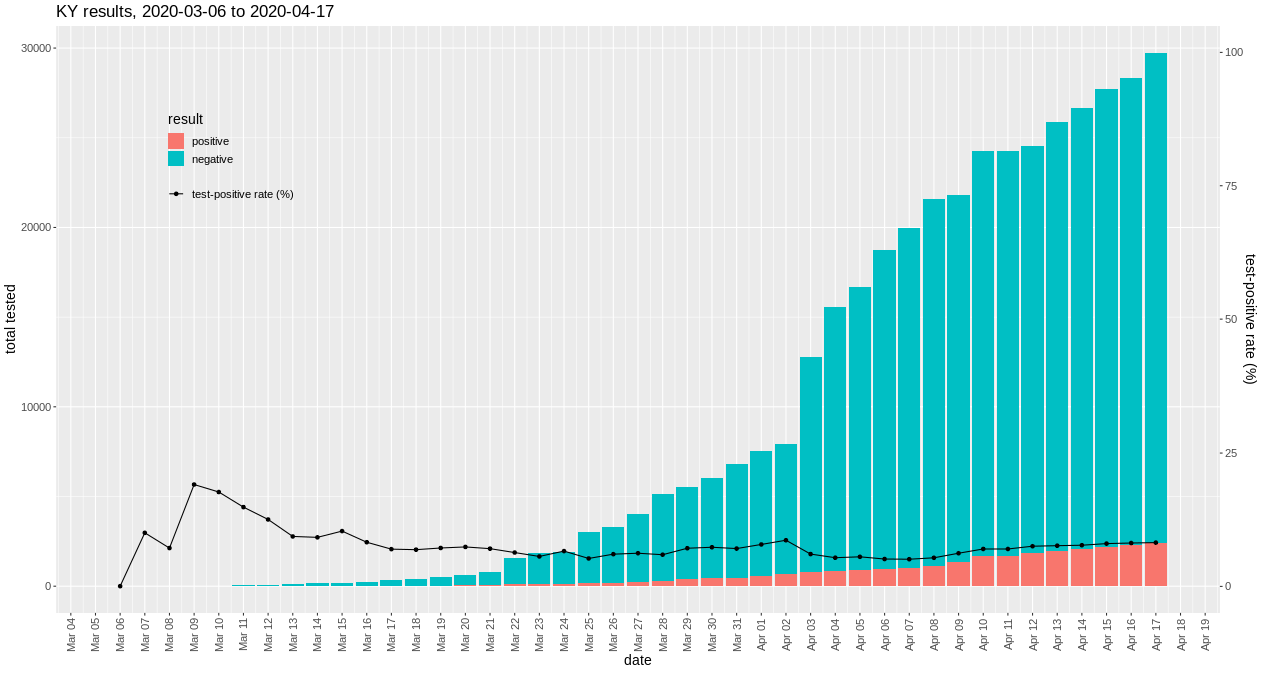 KY results, 2020-03-06 to 2020-04-17
30000
20000
10000
0
total tested
result
positive
negative
test-positive rate (%)
100
75
50
25
0
test-positive rate (%)
Mar 04
Mar 05
Mar 06
Mar 07
Mar 08
Mar 09
Mar 10
Mar 11
Mar 12
Mar 13
Mar 14
Mar 15
Mar 16
Mar 17
Mar 18
Mar 19
Mar 20
Mar 21
Mar 22
Mar 23
Mar 24
Mar 25
Mar 26
Mar 27
Mar 28
Mar 29
Mar 30
Mar 31
Apr 01
Apr 02
Apr 03
Apr 04
Apr 05
Apr 06
Apr 07
Apr 08
Apr 09
Apr 10
Apr 11
Apr 12
Apr 13
Apr 14
Apr 15
Apr 16
Apr 17
Apr 18
Apr 19
date